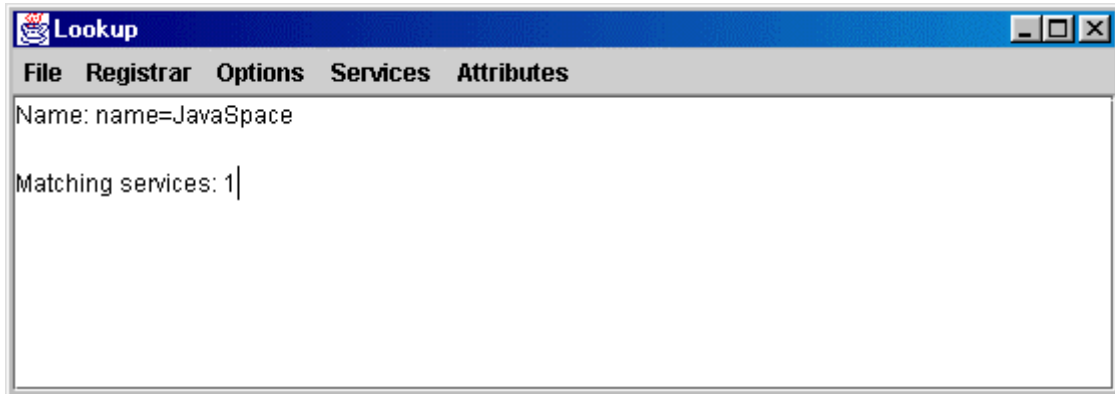 Lookup
File Registrar Options Services Attributes
Name: name=JavaSpace
Matching services: 1